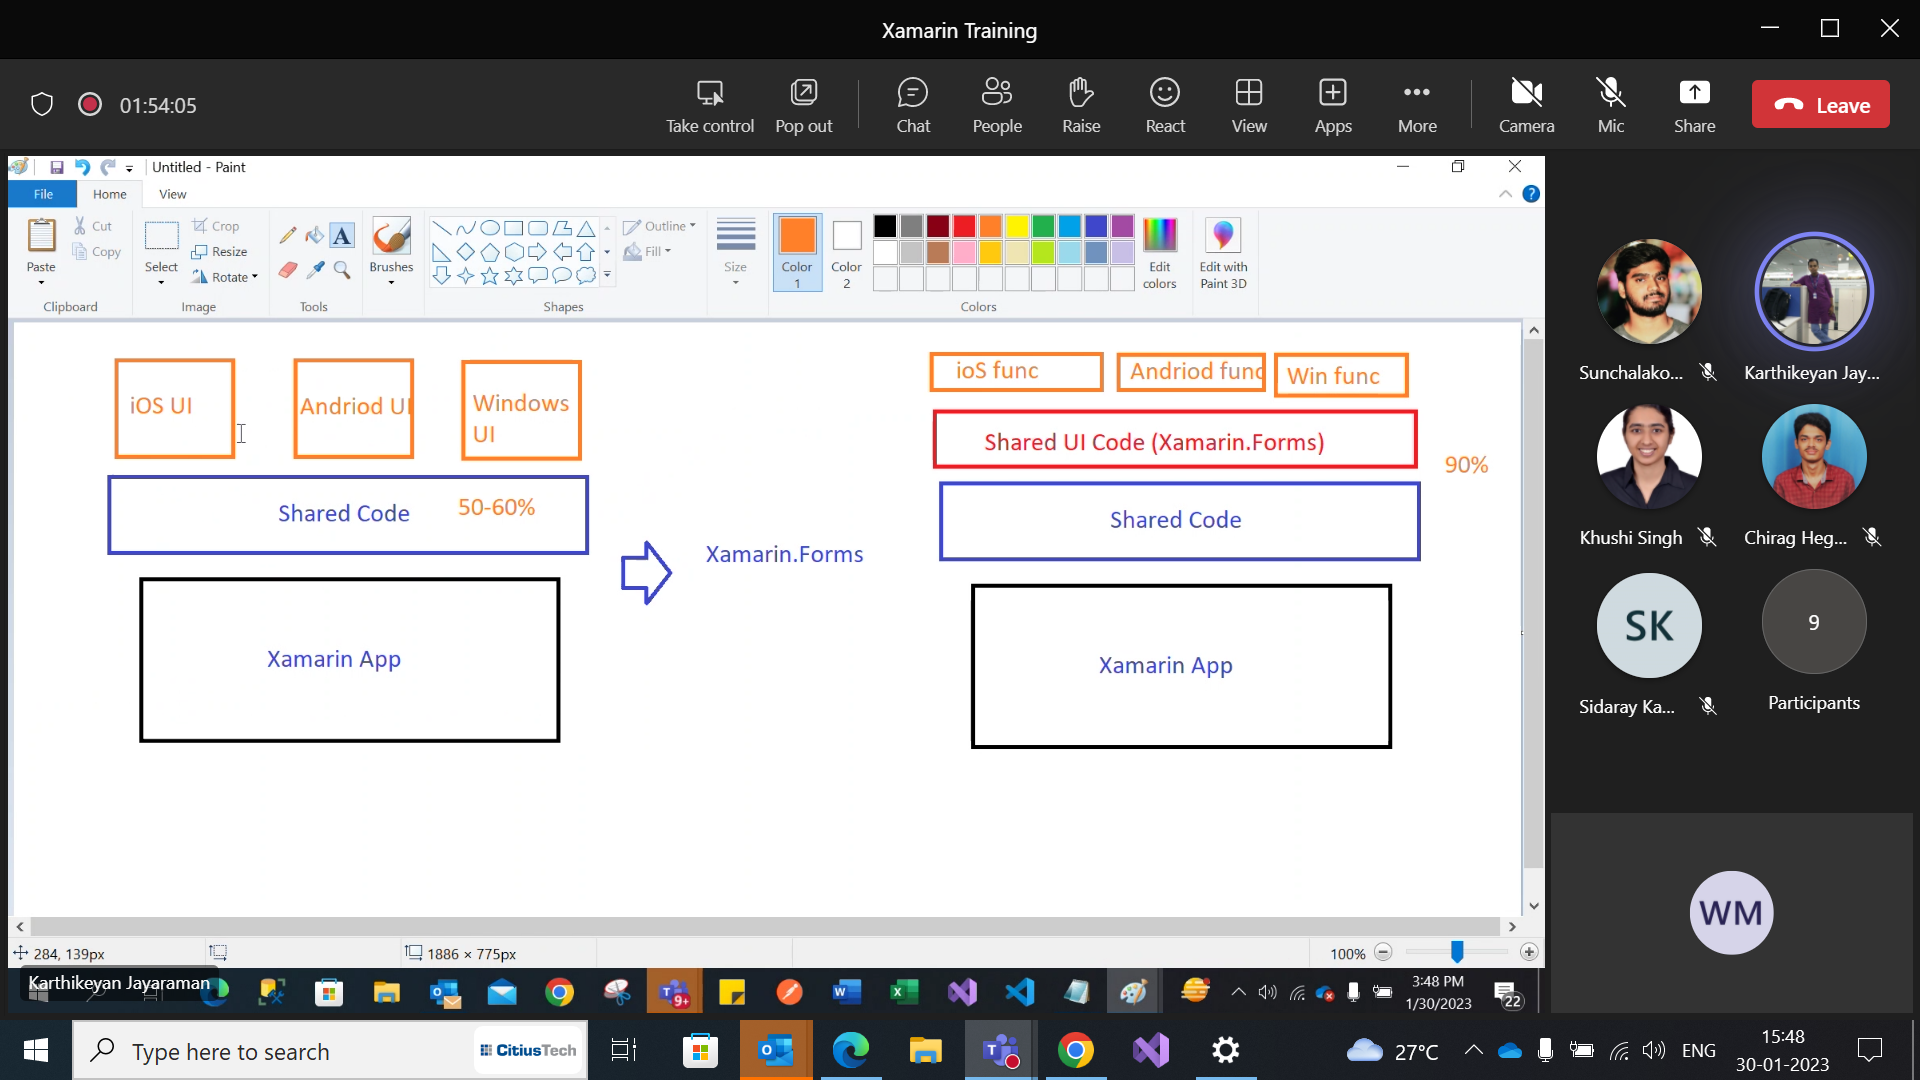 Xamarin Training
01:54:05
Take control
Pop out
Chat
People
Raise
React
View
Apps
More
Camera
Mic
Share
Leave
Untitled - Paint
File
Home
View
Paste
Cut
Copy
Clipboard
Select
Crop
Resize
Rotate
Image
A
Tools
Brushes
Outline
Fill
Shapes
Size
Color
1
Color
2
Edit
colors
Colors
Edit with
Paint 3D
iOS UI
Andriod UI
Windows
UI
Shared Code
50-60%
Xamarin App
Xamarin.Forms
ioS func
Andriod func
Win func
Shared UI Code (Xamarin.Forms)
90%
Shared Code
Xamarin App
Sunchalako...
Karthikeyan Jay...
Khushi Singh
Chirag Heg...
SK
Sidaray Ka...
9
Participants
WM
284, 139px
1886 × 775px
100%
Karthikeyan Jayaraman
9+
3:48 PM
1/30/2023
22
Type here to search
CitiusTech
27°C
ENG
15:48
30-01-2023